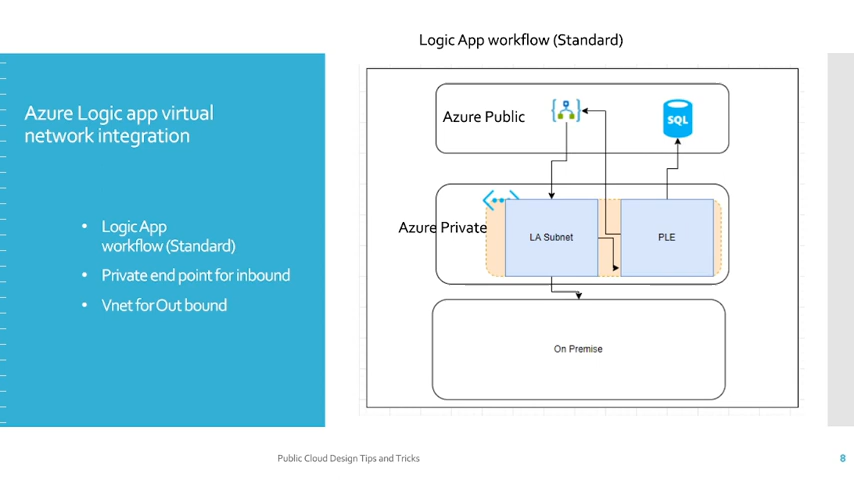 Logic App workflow (Standard)
Azure Logic app virtual
network integration
• Logic App
workflow (Standard)
• Private end point for inbound
• Vnet for Out bound
Azure Public
SQL
Azure Private
LA Subnet
PLE
On Premise
Public Cloud Design Tips and Tricks
8